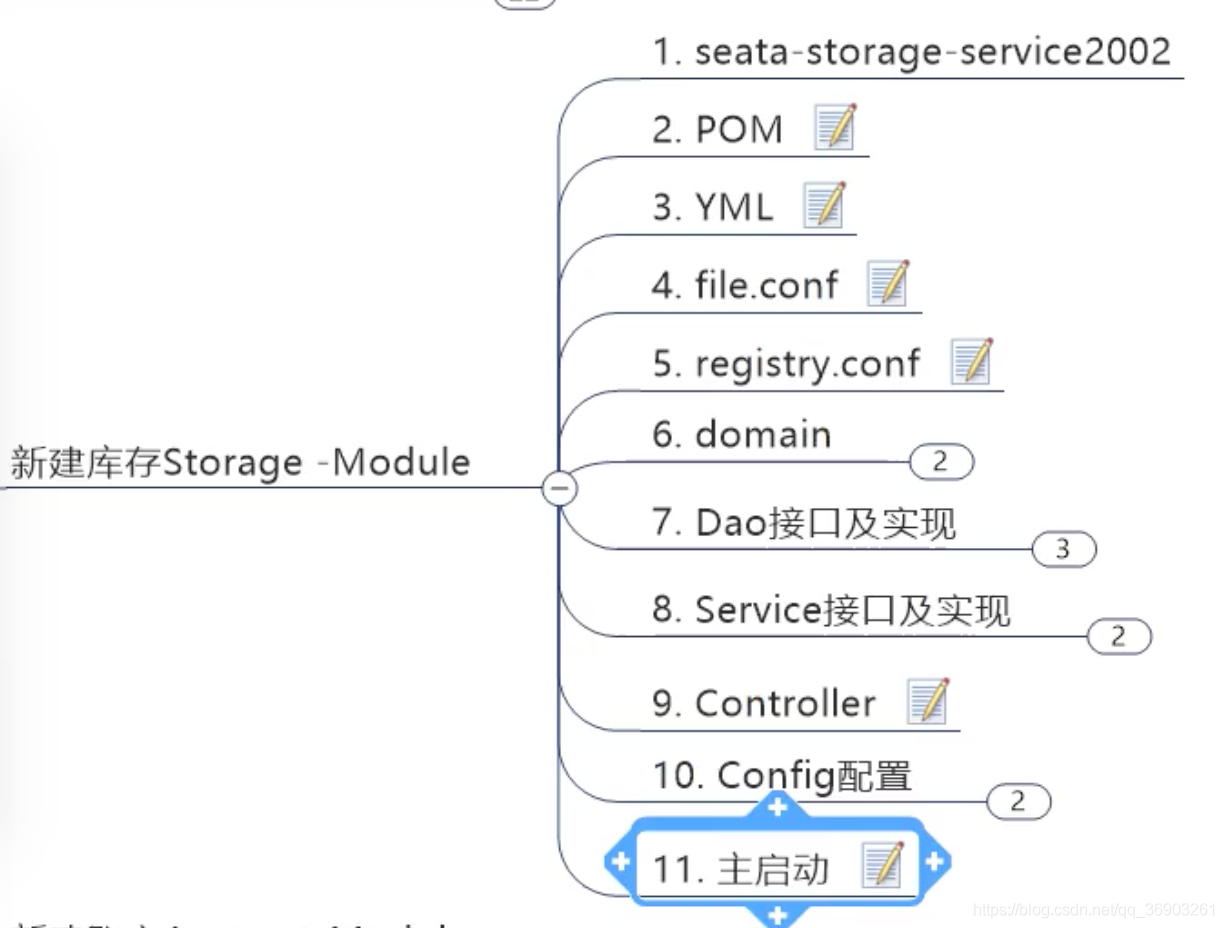 1. seata-storage-service2002
2. POM
3. YML
4. file.conf
5. registry.conf
6. domain
2
新建库存Storage -Module
7. Dao接口及实现
3
8. Service接口及实现
2
9. Controller
10. Config配置
2
11. 主启动
https://blog.csdn.net/qq_36903261